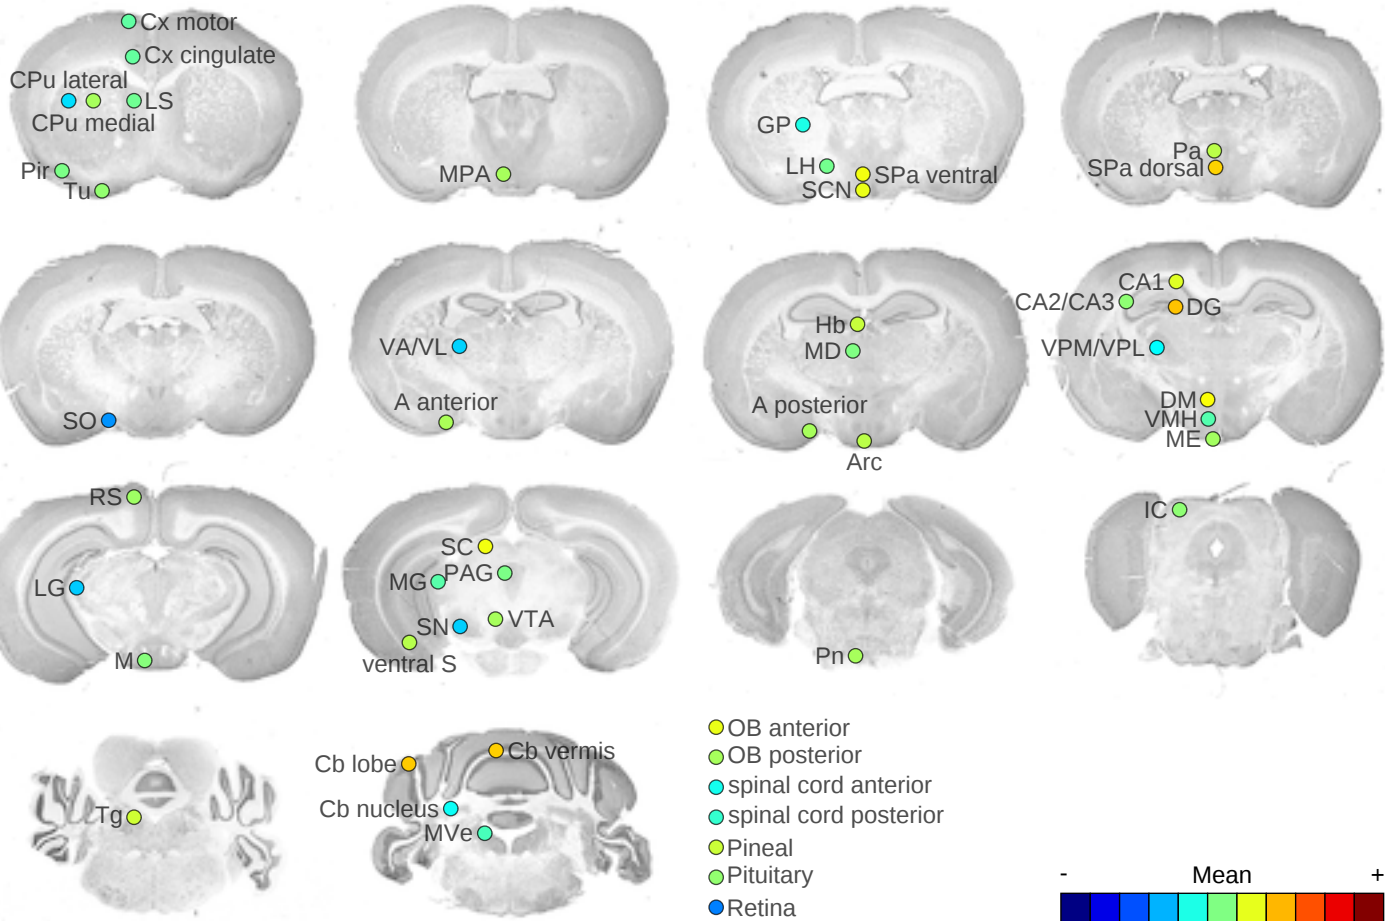 Cx motor
Cx cingulate
CPu lateral
LS
CPu medial
Pir
Tu
MPA
GP
LH
SPa ventral
SCN
Pa
SPa dorsal
SO
VA/VL
A anterior
Hb
MD
A posterior
Arc
CA1
CA2/CA3
DG
VPM/VPL
DM
VMH
ME
RS
LG
M
SC
MG
PAG
SN
VTA
ventral S
Pn
IC
Tg
Cb lobe
Cb vermis
Cb nucleus
MVe
OB anterior
OB posterior
spinal cord anterior
spinal cord posterior
Pineal
Pituitary
Retina
- Mean +